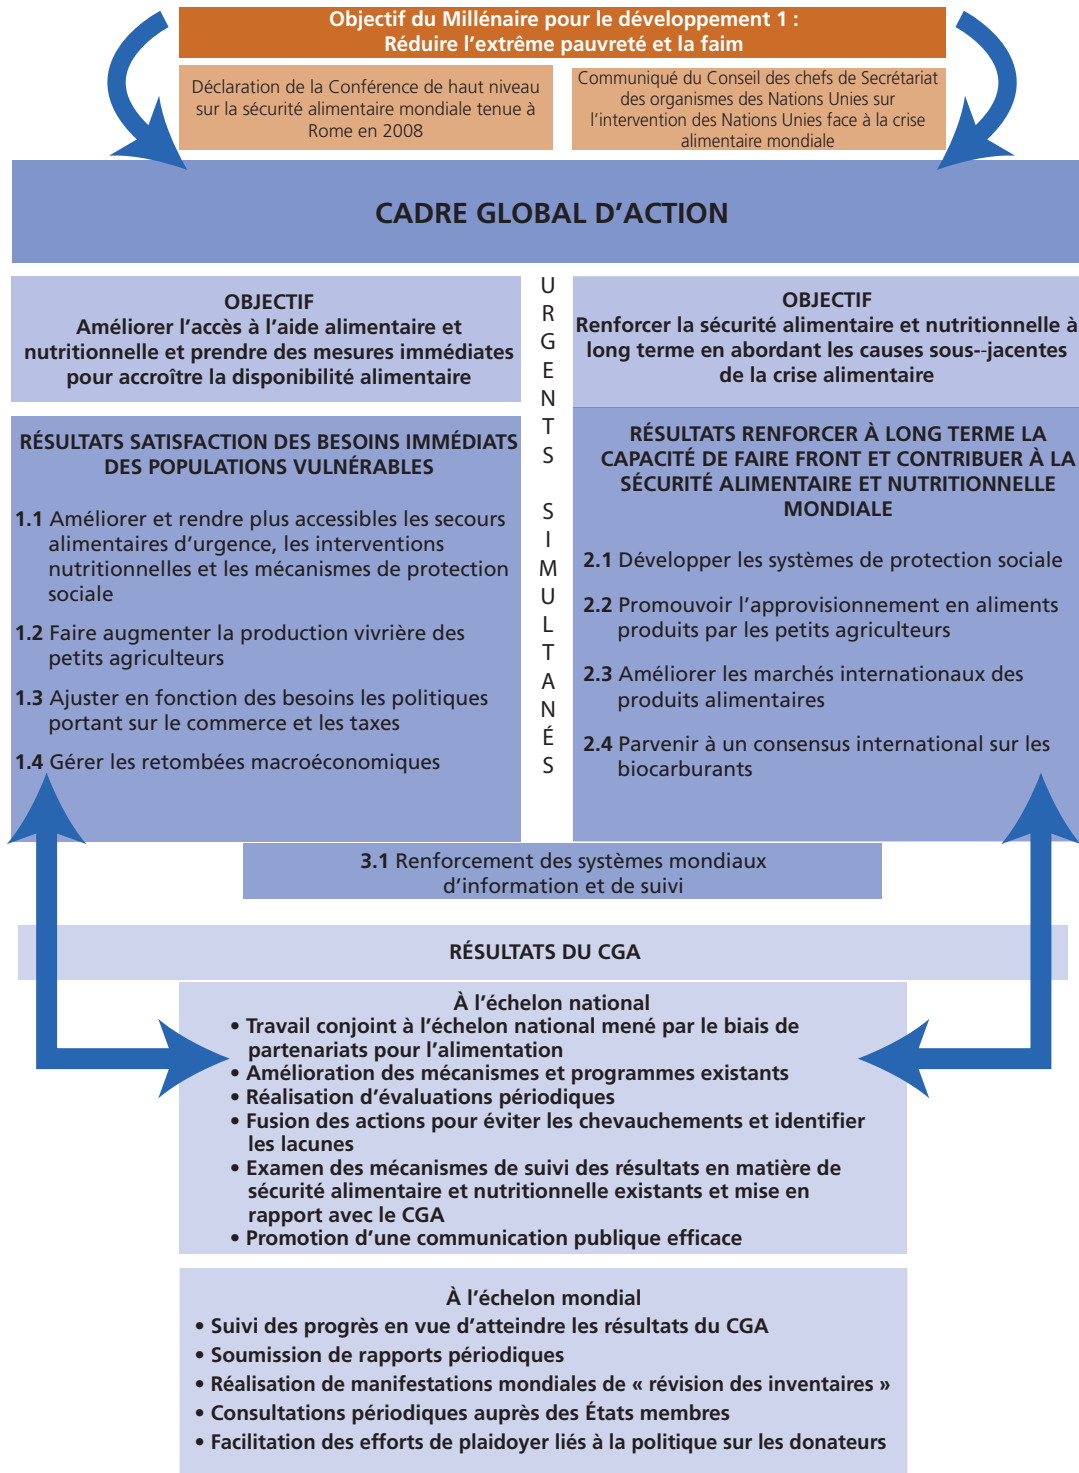 Objectif du Millénaire pour le développement 1 :
Réduire l'extrême pauvreté et la faim
Déclaration de la Conférence de haut niveau
sur la sécurité alimentaire mondiale tenue à
Rome en 2008
Communiqué du Conseil des chefs de Secrétariat
des organismes des Nations Unies sur
l'intervention des Nations Unies face à la crise
alimentaire mondiale
CADRE GLOBAL D'ACTION
OBJECTIF
Améliorer l'accès à l'aide alimentaire et
nutritionnelle et prendre des mesures immédiates
pour accroître la disponibilité alimentaire
RÉSULTATS SATISFACTION DES BESOINS IMMÉDIATS
DES POPULATIONS VULNÉRABLES
1.1 Améliorer et rendre plus accessibles les secours
alimentaires d'urgence, les interventions
nutritionnelles et les mécanismes de protection
sociale
1.2 Faire augmenter la production vivrière des
petits agriculteurs
1.3 Ajuster en fonction des besoins les politiques
portant sur le commerce et les taxes
1.4 Gérer les retombées macroéconomiques
URGENTS SIMULTANÉS
OBJECTIF
Renforcer la sécurité alimentaire et nutritionnelle à
long terme en abordant les causes sous--jacentes
de la crise alimentaire
RÉSULTATS RENFORCER À LONG TERME LA
CAPACITÉ DE FAIRE FRONT ET CONTRIBUER À LA
SÉCURITÉ ALIMENTAIRE ET NUTRITIONNELLE
MONDIALE
2.1 Développer les systèmes de protection sociale
2.2 Promouvoir l'approvisionnement en aliments
produits par les petits agriculteurs
2.3 Améliorer les marchés internationaux des
produits alimentaires
2.4 Parvenir à un consensus international sur les
biocarburants
3.1 Renforcement des systèmes mondiaux
d'information et de suivi
RÉSULTATS DU CGA
À l'échelon national
• Travail conjoint à l'échelon national mené par le biais de
partenariats pour l'alimentation
• Amélioration des mécanismes et programmes existants
• Réalisation d'évaluations périodiques
• Fusion des actions pour éviter les chevauchements et identifier
les lacunes
• Examen des mécanismes de suivi des résultats en matière de
sécurité alimentaire et nutritionnelle existants et mise en
rapport avec le CGA
• Promotion d'une communication publique efficace
À l'échelon mondial
• Suivi des progrès en vue d'atteindre les résultats du CGA
• Soumission de rapports périodiques
• Réalisation de manifestations mondiales de « révision des inventaires »
• Consultations périodiques auprès des États membres
• Facilitation des efforts de plaidoyer liés à la politique sur les donateurs